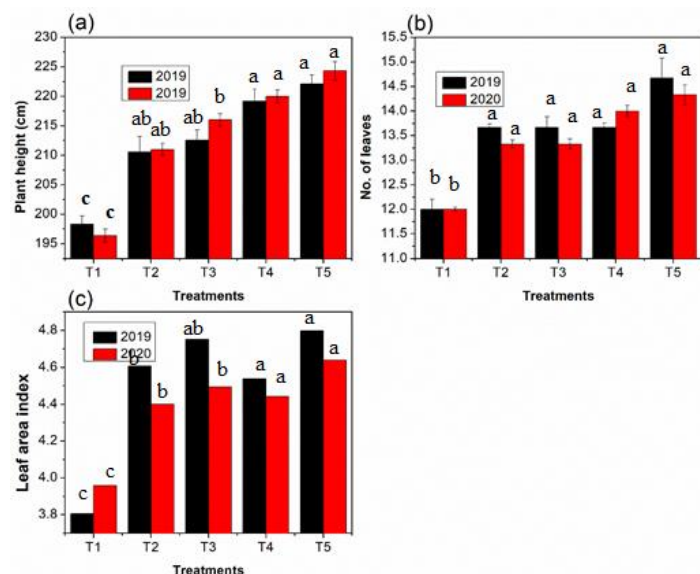 (a)
230
225
220
215
210
205
200
195
Plant height (cm)
2019
2019
c c ab ab ab b a a a a
T1 T2 T3 T4 T5
Treatments
(b)
15.5
15.0
14.5
14.0
13.5
13.0
12.5
12.0
11.5
11.0
No. of leaves
2019
2020
b b a a a a a a a a
T1 T2 T3 T4 T5
Treatments
(c)
4.8
4.6
4.4
4.2
4.0
3.8
Leaf area index
2019
2020
c c b b ab b a a a a
T1 T2 T3 T4 T5
Treatments